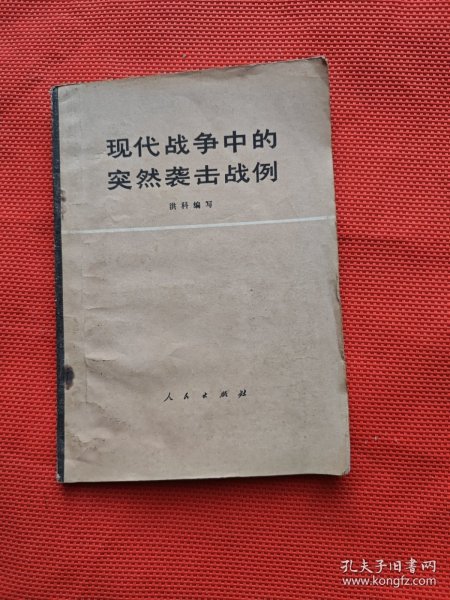 现代战争中的
突然袭击战例
洪科编写
人民出版社
孔夫子旧书网
www.kongfz.com